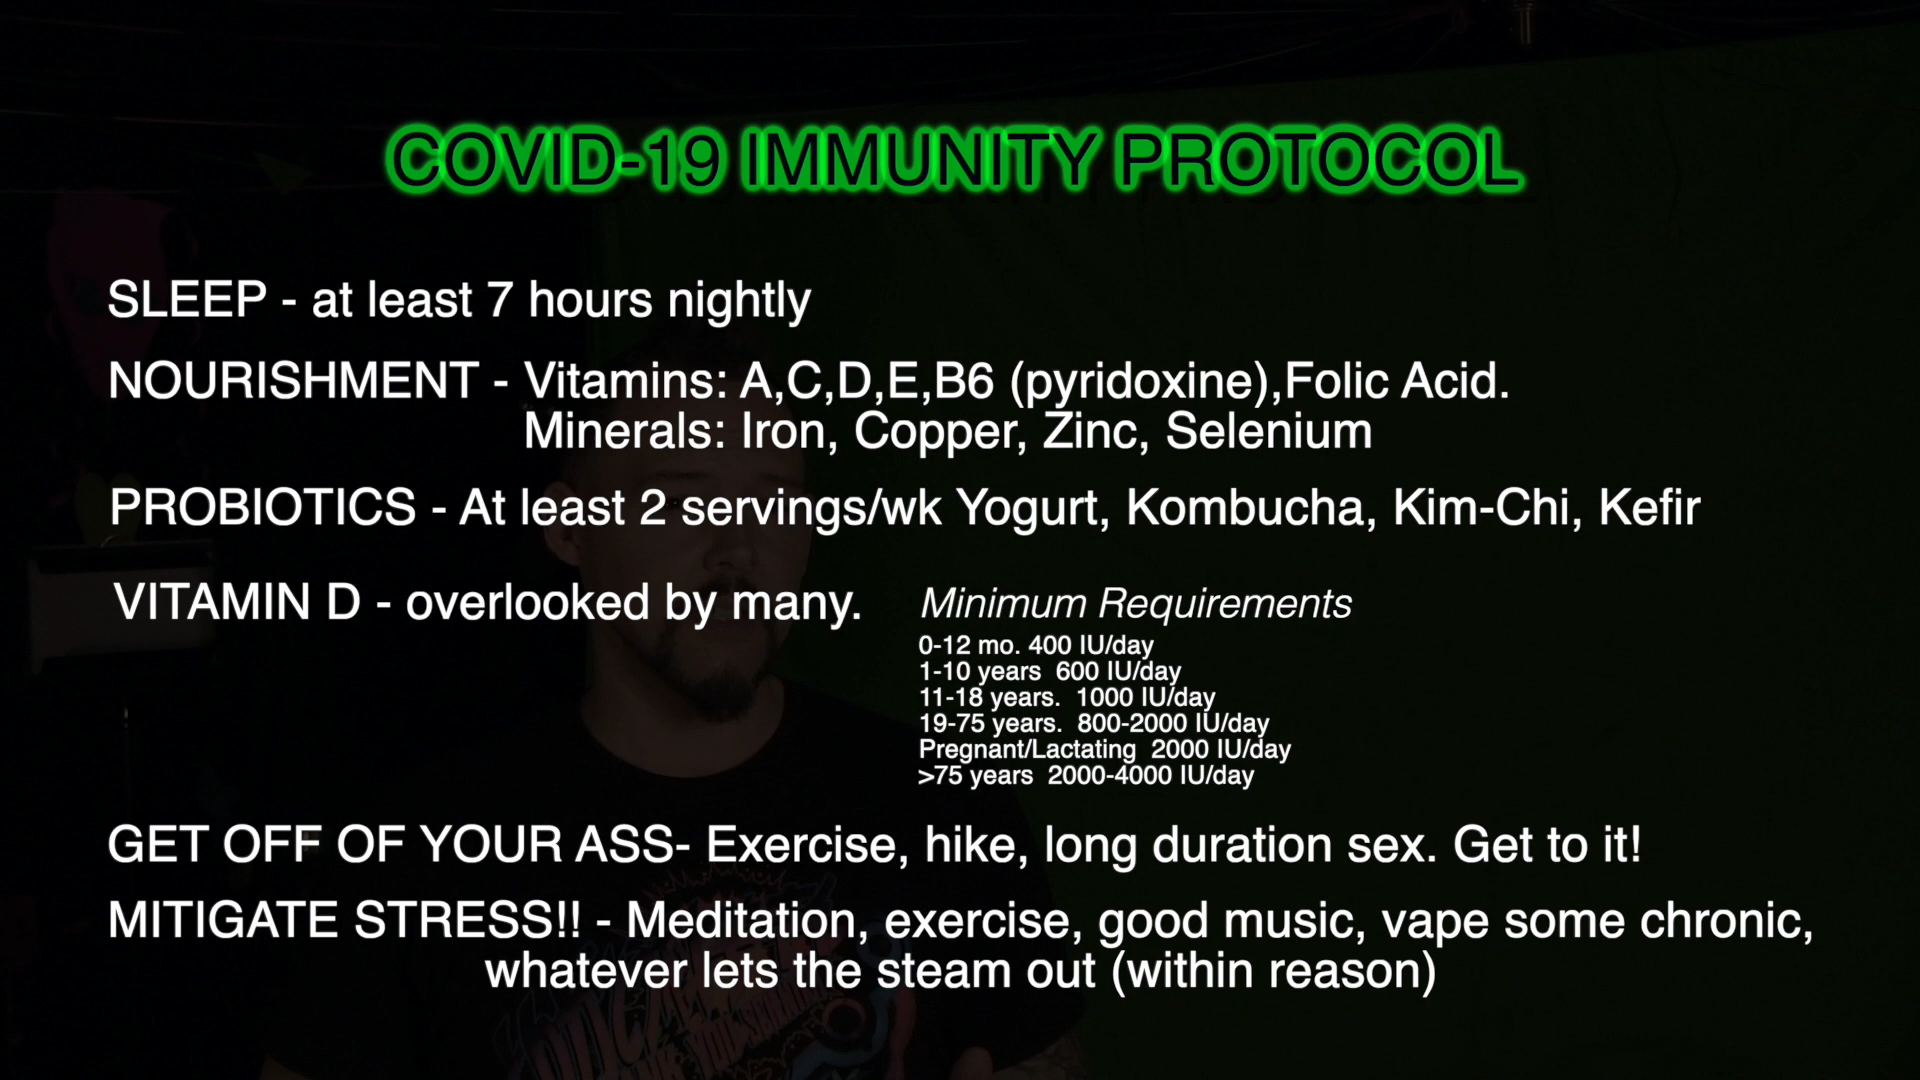 COVID-19 IMMUNITY PROTOCOL
SLEEP - at least 7 hours nightly
NOURISHMENT - Vitamins: A,C,D,E,B6 (pyridoxine),Folic Acid.
Minerals: Iron, Copper, Zinc, Selenium
PROBIOTICS - At least 2 servings/wk Yogurt, Kombucha, Kim-Chi, Kefir
VITAMIN D - overlooked by many.
Minimum Requirements
0-12 mo. 400 IU/day
1-10 years 600 IU/day
11-18 years. 1000 IU/day
19-75 years. 800-2000 IU/day
Pregnant/Lactating 2000 IU/day
>75 years 2000-4000 IU/day
GET OFF OF YOUR ASS- Exercise, hike, long duration sex. Get to it!
MITIGATE STRESS!! - Meditation, exercise, good music, vape some chronic,
whatever lets the steam out (within reason)